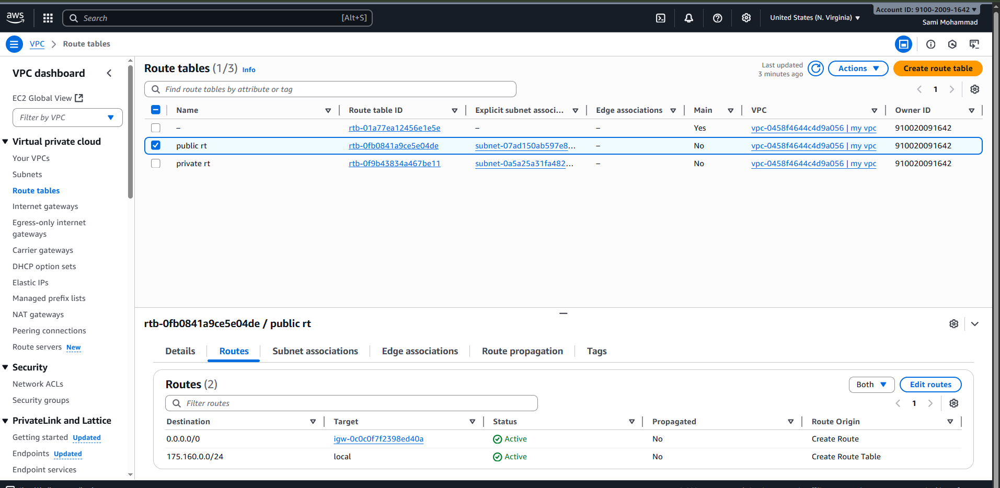 aws
Search [Alt+S]
United States (N. Virginia)
Account ID: 9100-2009-1642
Sami Mohammad
VPC
Route tables
VPC dashboard
EC2 Global View
Filter by VPC
Virtual private cloud
Your VPCs
Subnets
Route tables
Internet gateways
Egress-only internet
gateways
Carrier gateways
DHCP option sets
Elastic IPs
Managed prefix lists
NAT gateways
Peering connections
Route servers New
Security
Network ACLs
Security groups
PrivateLink and Lattice
Getting started Updated
Endpoints Updated
Endpoint services
Route tables (1/3) Info
Last updated
3 minutes ago
Actions
Create route table
Find route tables by attribute or tag
1
Name Route table ID Explicit subnet associ... Edge associations Main VPC Owner ID
– rtb-01a77ea12456e1e5e – – Yes vpc-0458f4644c4d9a056 | my vpc 910020091642
public rt rtb-0fb0841a9ce5e04de subnet-07ad150ab597e8... – No vpc-0458f4644c4d9a056 | my vpc 910020091642
private rt rtb-0f9b43834a467be11 subnet-0a5a25a31fa482... – No vpc-0458f4644c4d9a056 | my vpc 910020091642
rtb-0fb0841a9ce5e04de / public rt
Details Routes Subnet associations Edge associations Route propagation Tags
Routes (2)
Both
Edit routes
Filter routes
1
Destination Target Status Propagated Route Origin
0.0.0.0/0 igw-0c0c0f7f2398ed40a Active No Create Route
175.160.0.0/24 local Active No Create Route Table